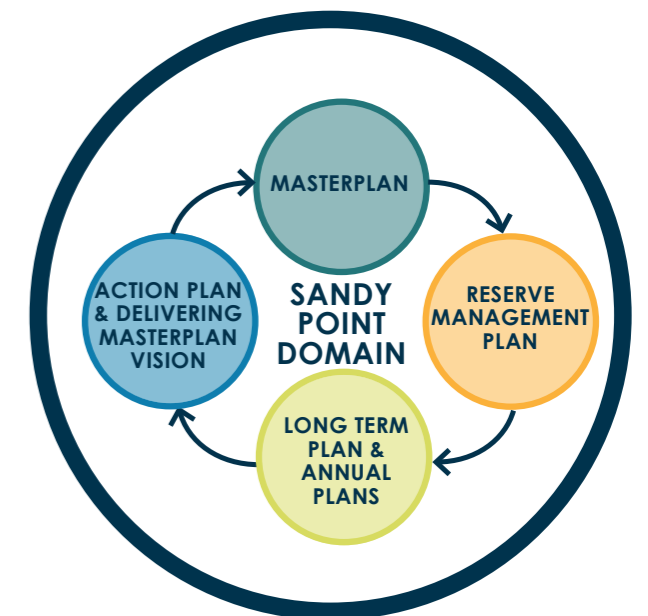 MASTERPLAN
RESERVE
MANAGEMENT
PLAN
LONG TERM
PLAN &
ANNUAL
PLANS
ACTION PLAN
& DELIVERING
MASTERPLAN
VISION
SANDY
POINT
DOMAIN